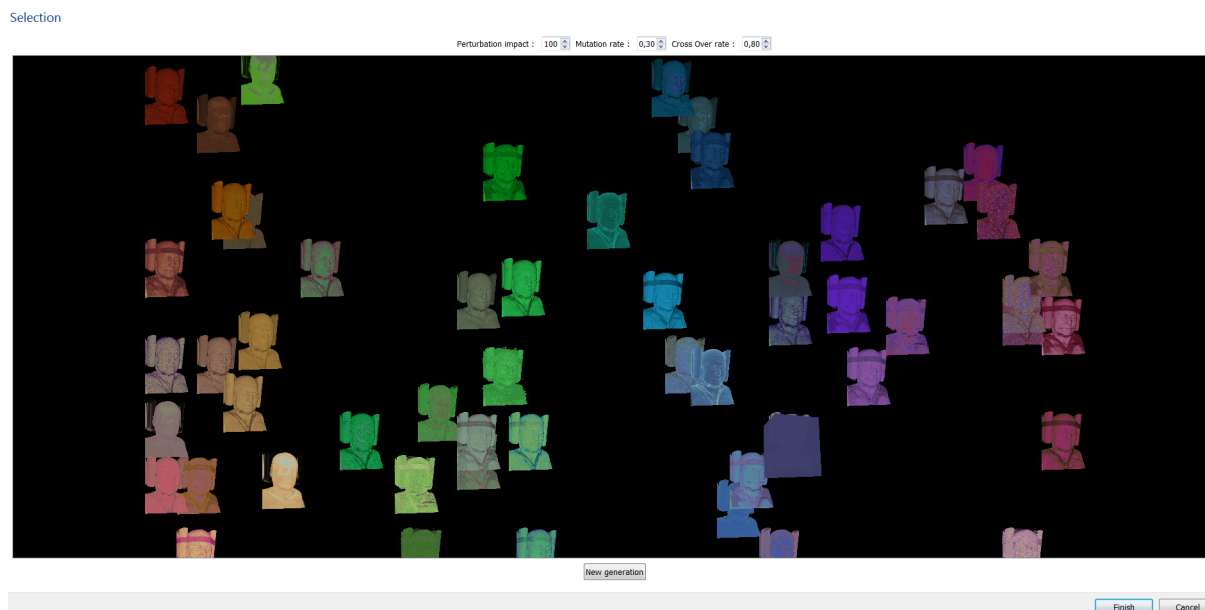 Selection
Perturbation impact : 100 Mutation rate : 0,30 Cross Over rate : 0,80
New generation
Finish Cancel